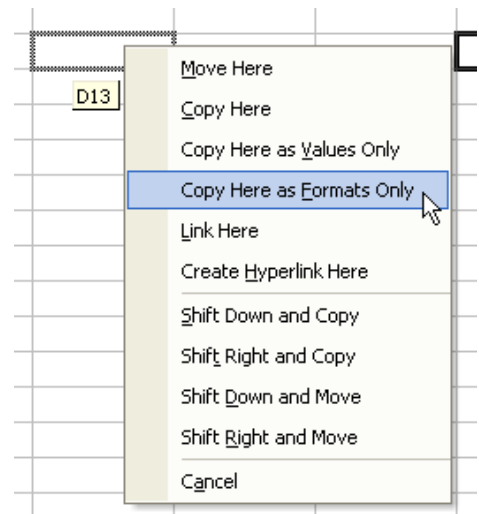 D13
Move Here
Copy Here
Copy Here as Values Only
Copy Here as Formats Only
Link Here
Create Hyperlink Here
Shift Down and Copy
Shift Right and Copy
Shift Down and Move
Shift Right and Move
Cancel